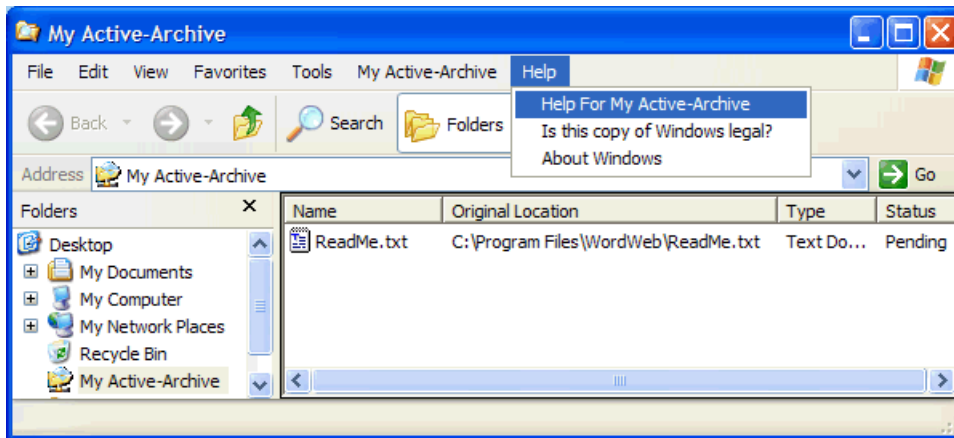 My Active-Archive
File Edit View Favorites Tools My Active-Archive Help
Help For My Active-Archive
Is this copy of Windows legal?
About Windows
Back Search Folders
Address My Active-Archive Go
Folders x Name Original Location Type Status
Desktop
ReadMe.txt C:\Program Files\WordWeb\ReadMe.txt Text Do... Pending
My Documents
My Computer
My Network Places
Recycle Bin
My Active-Archive